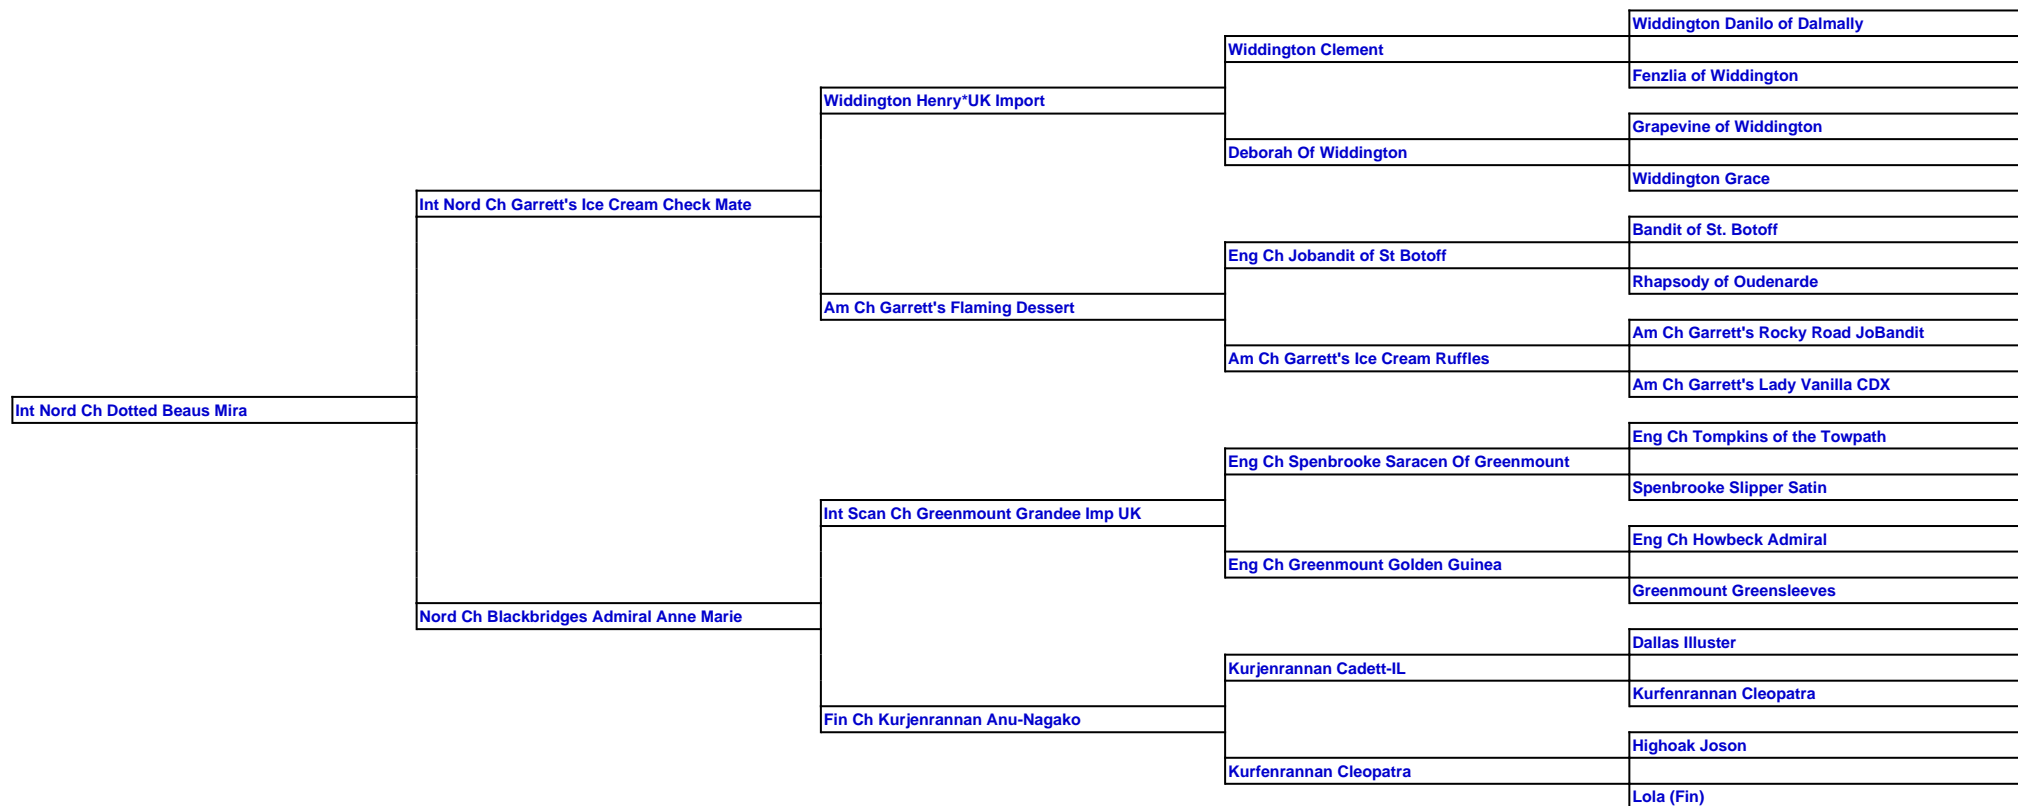 Widdington Danilo of Dalmally
Widdington Clement
Fenzlia of Widdington
Widdington Henry*UK Import
Grapevine of Widdington
Deborah Of Widdington
Widdington Grace
Int Nord Ch Garrett's Ice Cream Check Mate
Bandit of St. Botoff
Eng Ch Jobandit of St Botoff
Rhapsody of Oudenarde
Am Ch Garrett's Flaming Dessert
Am Ch Garrett's Rocky Road JoBandit
Am Ch Garrett's Ice Cream Ruffles
Am Ch Garrett's Lady Vanilla CDX
Int Nord Ch Dotted Beaus Mira
Eng Ch Tompkins of the Towpath
Eng Ch Spenbrooke Saracen Of Greenmount
Spenbrooke Slipper Satin
Int Scan Ch Greenmount Grandee Imp UK
Eng Ch Howbeck Admiral
Eng Ch Greenmount Golden Guinea
Greenmount Greensleeves
Nord Ch Blackbridges Admiral Anne Marie
Dallas Illuster
Kurjenrannan Cadett-IL
Kurfenrannan Cleopatra
Fin Ch Kurjenrannan Anu-Nagako
Highoak Joson
Kurfenrannan Cleopatra
Lola (Fin)